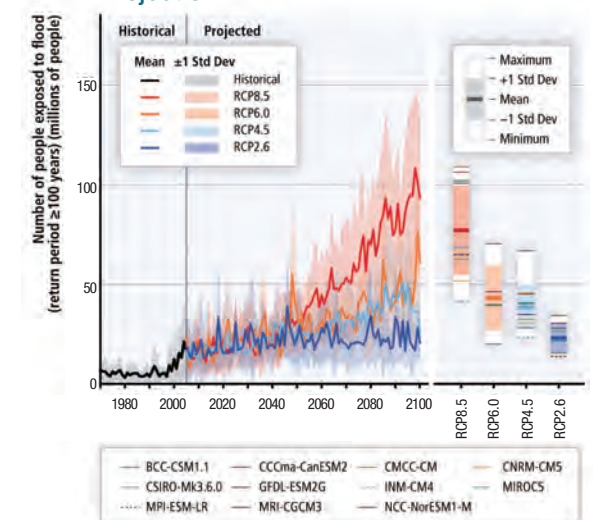 Historical Projected
Mean ±1 Std Dev
Historical
RCP8.5
RCP6.0
RCP4.5
RCP2.6
Maximum
+1 Std Dev
Mean
−1 Std Dev
Minimum
Number of people exposed to flood
(return period ≥100 years) (millions of people)
150
100
50
0
1980 2000 2020 2040 2060 2080 2100
RCP8.5
RCP6.0
RCP4.5
RCP2.6
BCC-CSM1.1 CCCma-CanESM2 CMCC-CM CNRM-CM5
CSIRO-Mk3.6.0 GFDL-ESM2G INM-CM4 MIROC5
MPI-ESM-LR MRI-CGCM3 NCC-NorESM1-M